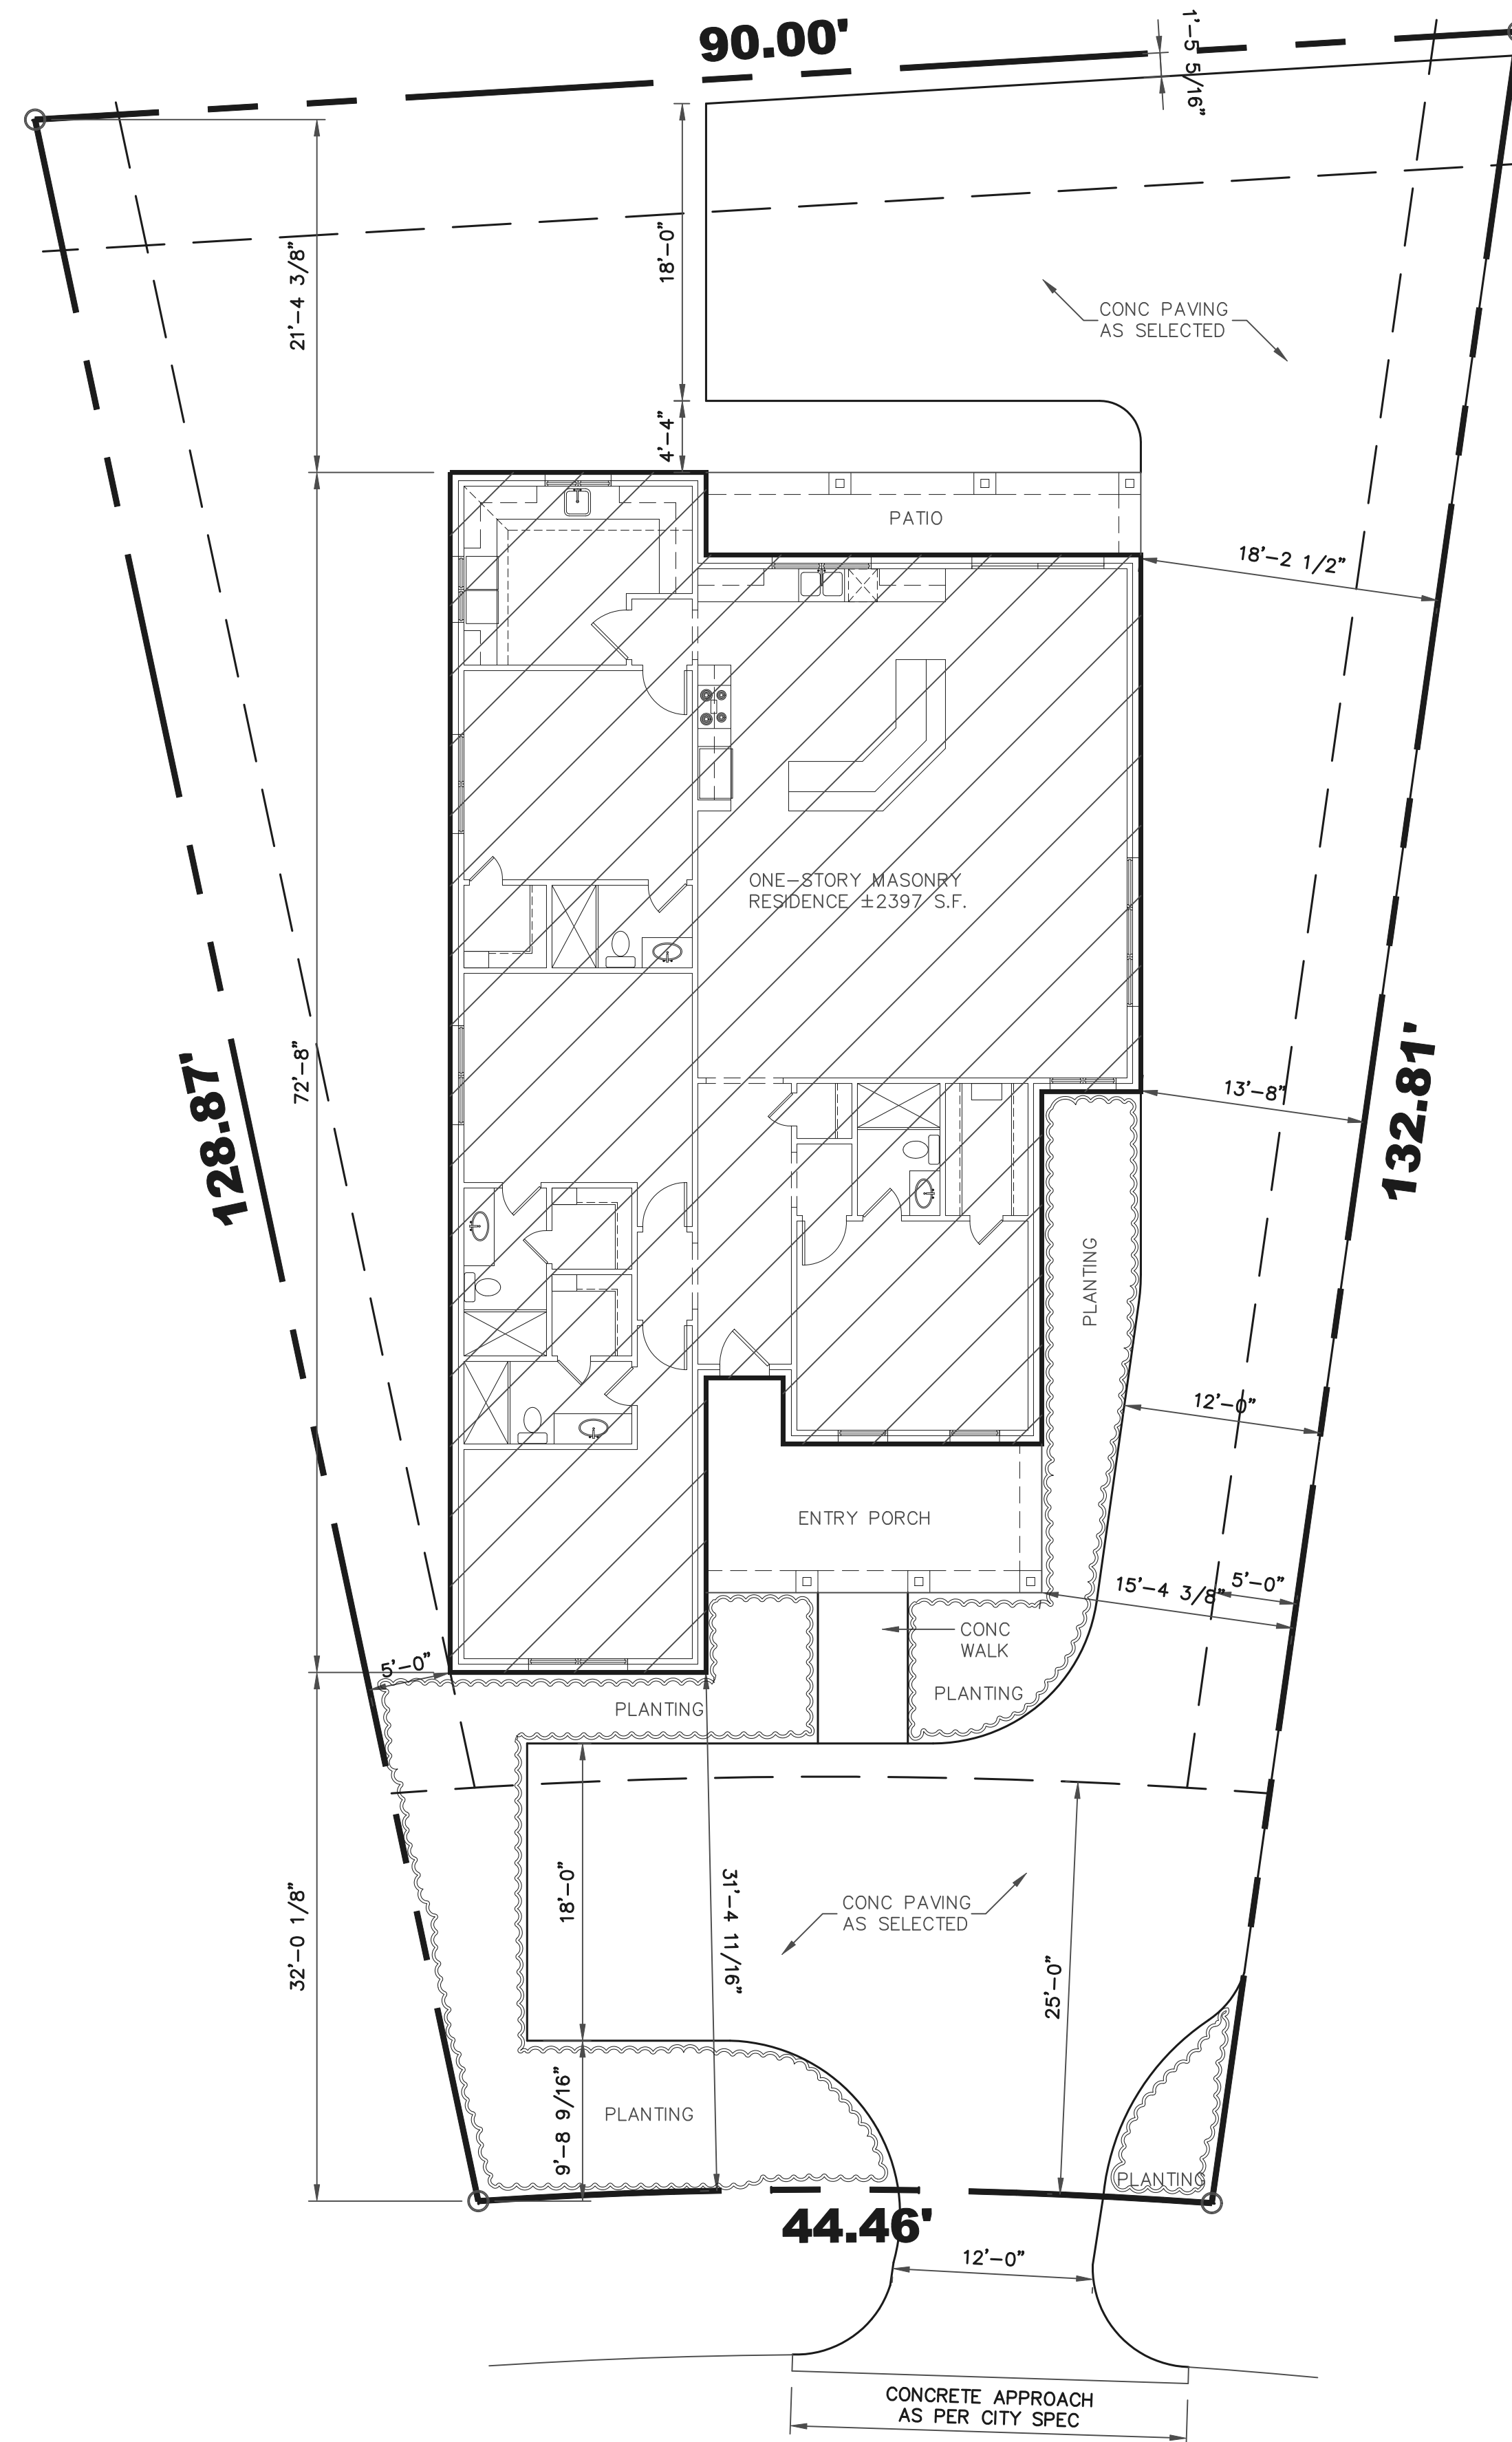 90.00'
1'-5 5/16"
21'-4 3/8"
18'-0"
CONC PAVING
AS SELECTED
4'-4"
PATIO
18'-2 1/2"
ONE-STORY MASONRY
RESIDENCE ±2397 S.F.
128.87'
72'-8"
13'-8"
132.81'
PLANTING
12'-0"
ENTRY PORCH
15'-4 3/8"
5'-0"
CONC
WALK
5'-0"
PLANTING
PLANTING
32'-0 1/8"
18'-0"
31'-4 11/16"
CONC PAVING
AS SELECTED
25'-0"
9'-8 9/16"
PLANTING
PLANTING
44.46'
12'-0"
CONCRETE APPROACH
AS PER CITY SPEC